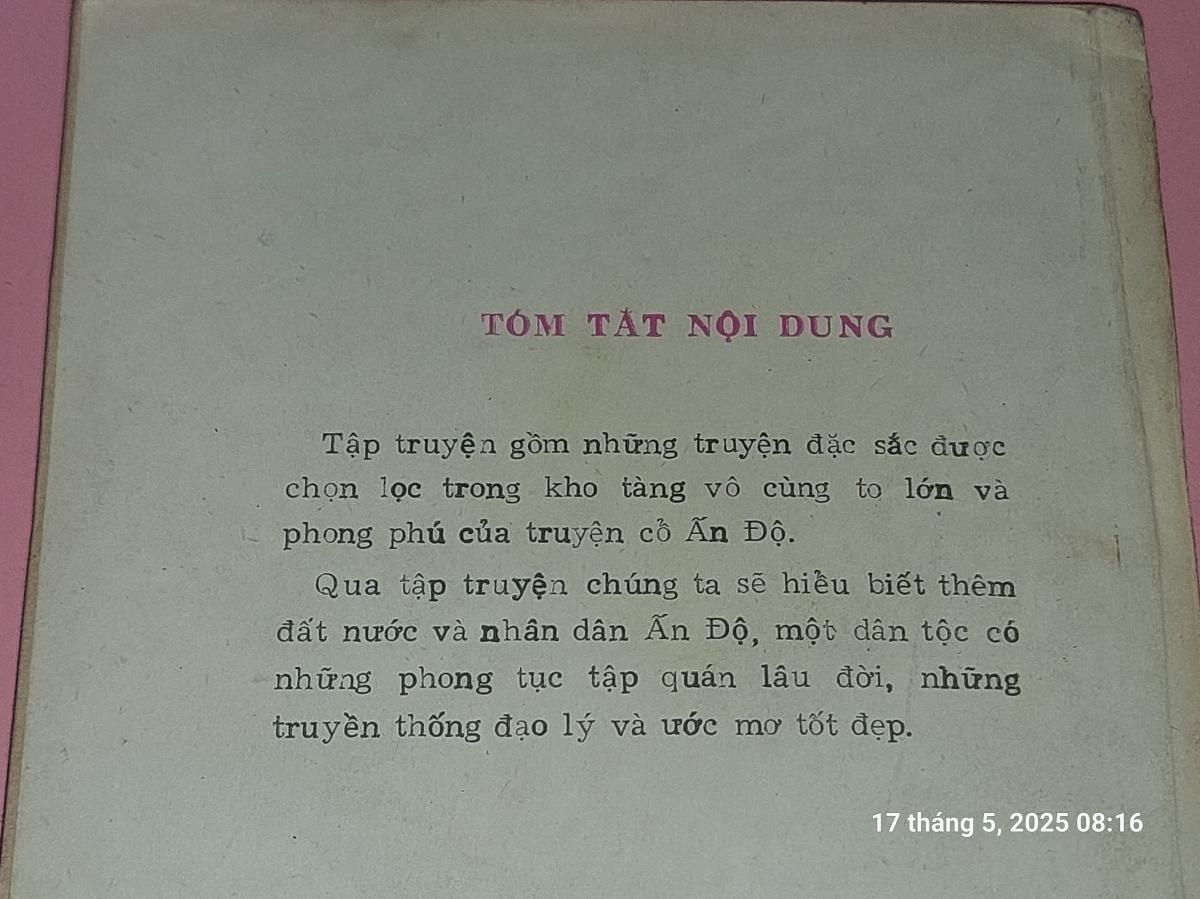 TÓM TẮT NỘI DUNG
Tập truyện gồm những truyện đặc sắc được
chọn lọc trong kho tàng vô cùng to lớn và
phong phú của truyện cổ Ấn Độ.
Qua tập truyện chúng ta sẽ hiểu biết thêm
đất nước và nhân dân Ấn Độ, một dân tộc có
những phong tục tập quán lâu đời, những
truyền thống đạo lý và ước mơ tốt đẹp.
17 tháng 5, 2025 08:16